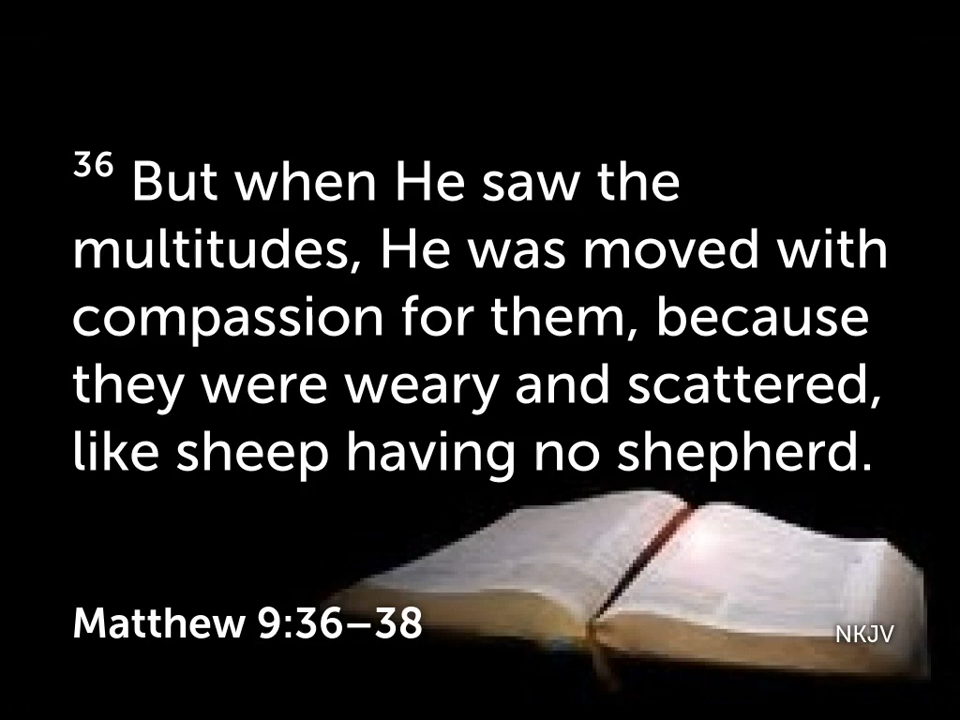 36 But when He saw the
multitudes, He was moved with
compassion for them, because
they were weary and scattered,
like sheep having no shepherd.
Matthew 9:36–38
NKJV